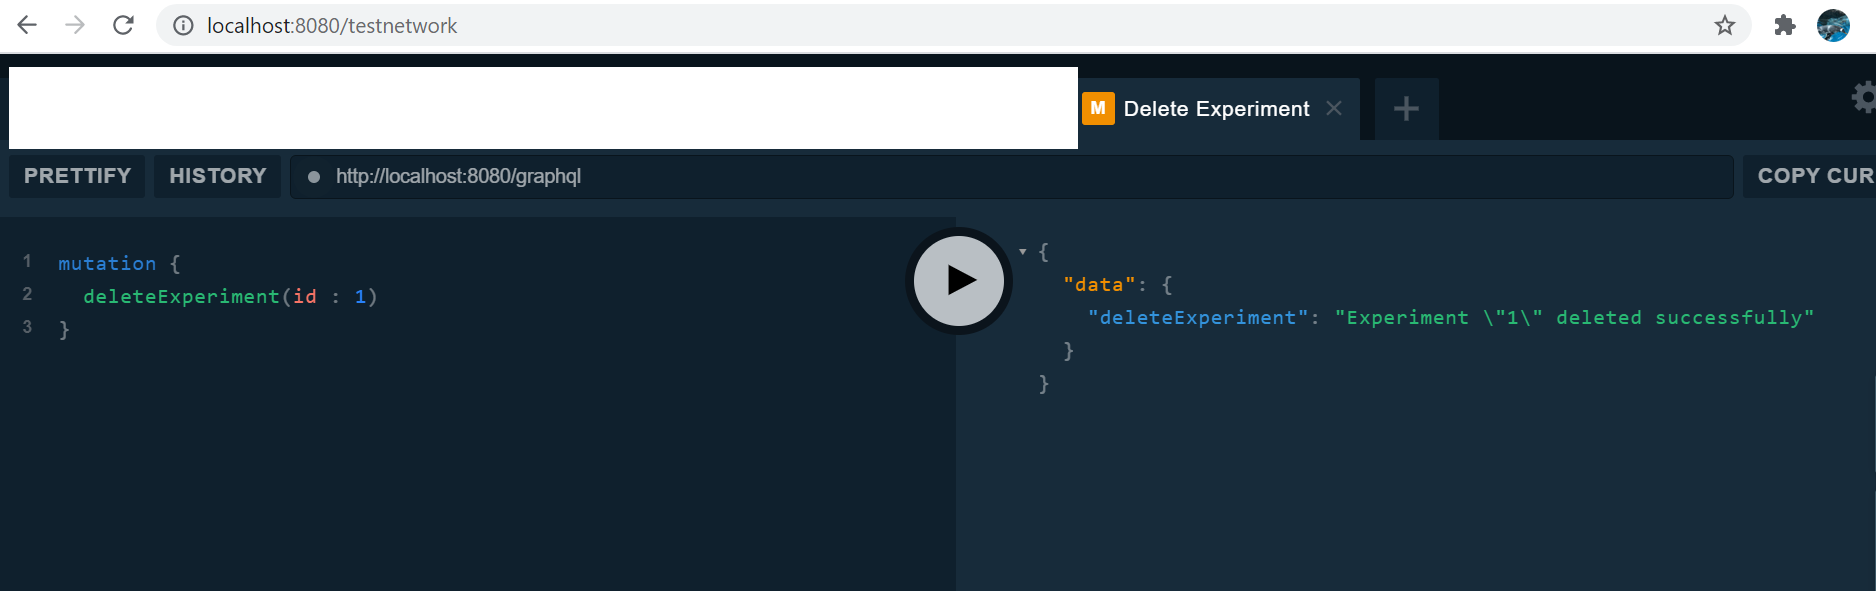 localhost:8080/testnetwork
M Delete Experiment
PRETTIFY HISTORY http://localhost:8080/graphql COPY CUR
1 mutation {
2 deleteExperiment(id : 1)
3 }
{
"data": {
"deleteExperiment": "Experiment \"1\" deleted successfully"
}
}